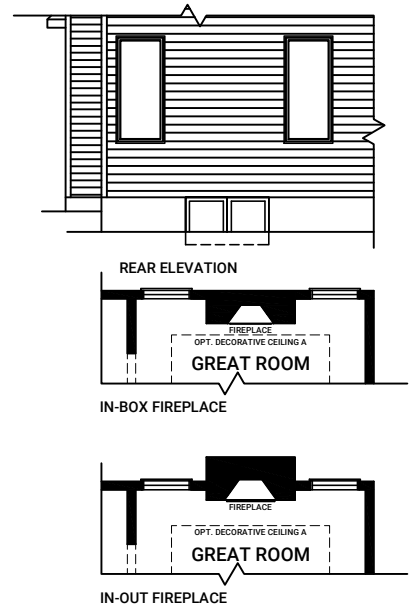 REAR ELEVATION
FIREPLACE
OPT. DECORATIVE CEILING A
GREAT ROOM
IN-BOX FIREPLACE
FIREPLACE
OPT. DECORATIVE CEILING A
GREAT ROOM
IN-OUT FIREPLACE